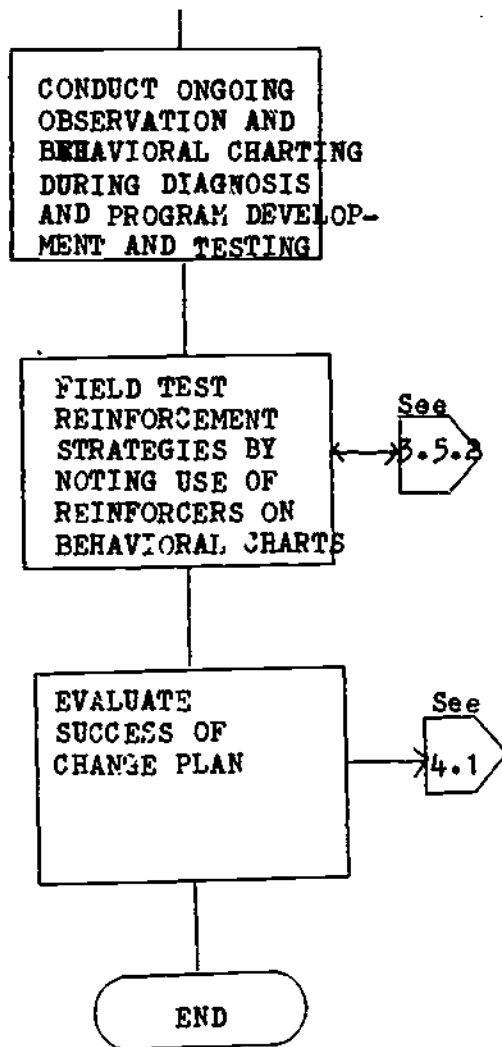 CONDUCT ONGOING
OBSERVATION AND
BEHAVIORAL CHARTING
DURING DIAGNOSIS
AND PROGRAM DEVELOP-
MENT AND TESTING
FIELD TEST
REINFORCEMENT
STRATEGIES BY
NOTING USE OF
REINFORCERS ON
BEHAVIORAL CHARTS
See
3.5.2
EVALUATE
SUCCESS OF
CHANGE PLAN
See
4.1
END